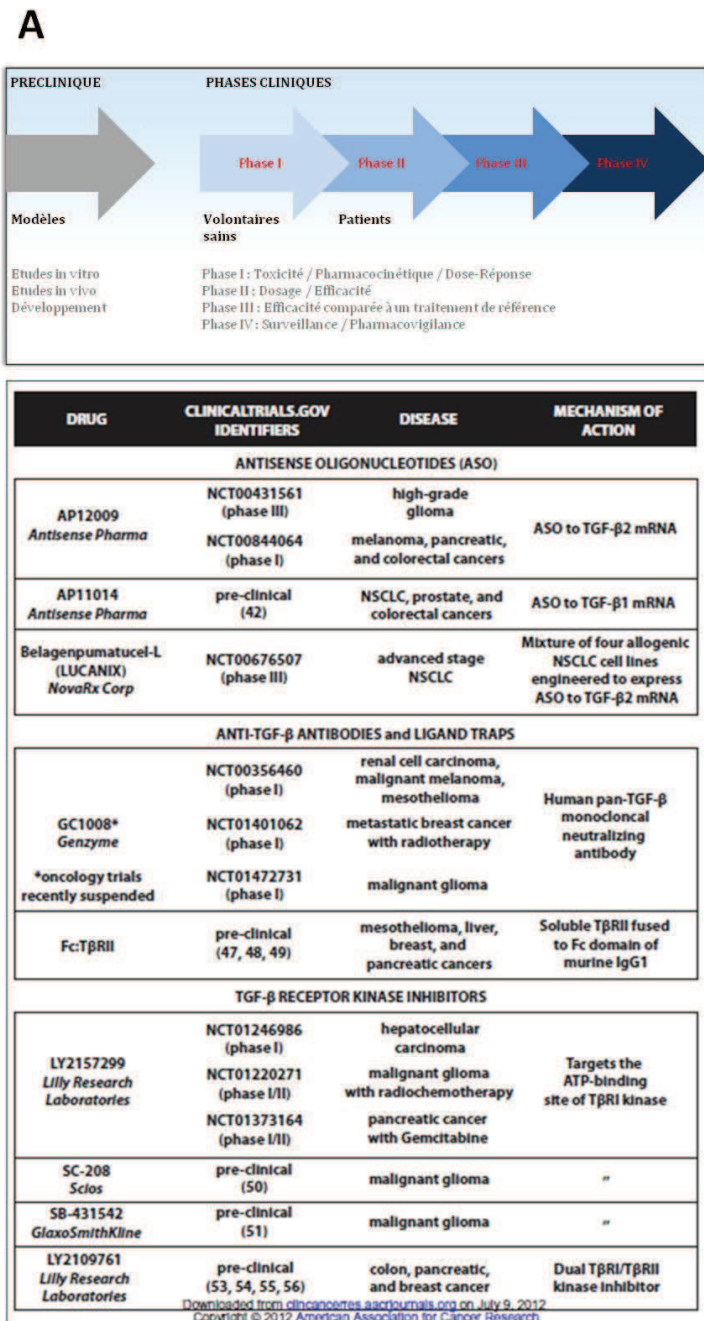 A
PRECLINIQUE PHASES CLINIQUES
Phase I Phase II Phase III Phase IV
Modèles Volontaires sains Patients
Etudes in vitro
Etudes in vivo
Développement
Phase I : Toxicité / Pharmacocinétique / Dose-Réponse
Phase II : Dosage / Efficacité
Phase III : Efficacité comparée à un traitement de référence
Phase IV : Surveillance / Pharmacovigilance
DRUG
CLINICALTRIALS.GOV
IDENTIFIERS
DISEASE
MECHANISM OF
ACTION
ANTISENSE OLIGONUCLEOTIDES (ASO)
AP12009
Antisense Pharma
NCT00431561
(phase III)
high-grade
glioma
NCT00844064
(phase I)
melanoma, pancreatic,
and colorectal cancers
ASO to TGF-β2 mRNA
AP11014
Antisense Pharma
pre-clinical
(42)
NSCLC, prostate, and
colorectal cancers
ASO to TGF-β1 mRNA
Belagenpumatucel-L
(LUCANIX)
NovaRx Corp
NCT00676507
(phase III)
advanced stage
NSCLC
Mixture of four allogenic
NSCLC cell lines
engineered to express
ASO to TGF-β2 mRNA
ANTI-TGF-β ANTIBODIES and LIGAND TRAPS
GC1008*
Genzyme
*oncology trials
recently suspended
NCT00356460
(phase I)
renal cell carcinoma,
malignant melanoma,
mesothelioma
NCT01401062
(phase I)
metastatic breast cancer
with radiotherapy
NCT01472731
(phase I)
malignant glioma
Human pan-TGF-β
monocloncal
neutralizing
antibody
Fc:TβRII
pre-clinical
(47, 48, 49)
mesothelioma, liver,
breast, and
pancreatic cancers
Soluble TβRII fused
to Fc domain of
murine IgG1
TGF-β RECEPTOR KINASE INHIBITORS
LY2157299
Lilly Research
Laboratories
NCT01246986
(phase I)
hepatocellular
carcinoma
NCT01220271
(phase I/II)
malignant glioma
with radiochemotherapy
NCT01373164
(phase I/II)
pancreatic cancer
with Gemcitabine
Targets the
ATP-binding
site of TβRI kinase
SC-208
Scios
pre-clinical
(50)
malignant glioma
"
SB-431542
GlaxoSmithKline
pre-clinical
(51)
malignant glioma
"
LY2109761
Lilly Research
Laboratories
pre-clinical
(53, 54, 55, 56)
colon, pancreatic,
and breast cancer
Dual TβRI/TβRII
kinase inhibitor
Downloaded from clincancerres.aacrjournals.org on July 9, 2012
Copyright © 2012 American Association for Cancer Research